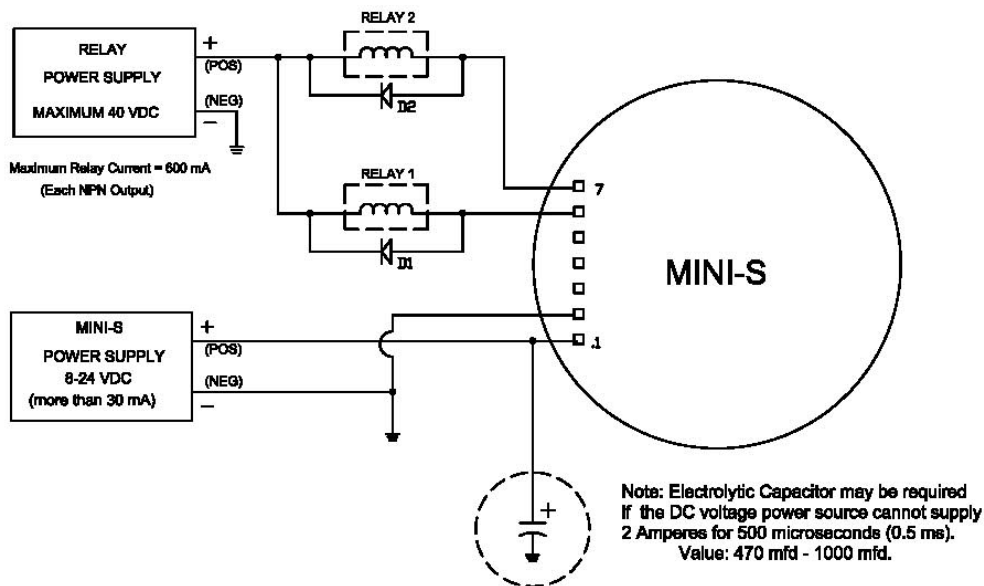 RELAY
POWER SUPPLY
MAXIMUM 40 VDC
+
(POS)
(NEG)
−
Maximum Relay Current = 600 mA
(Each NPN Output)
RELAY 2
D2
RELAY 1
D1
7
.1
MINI-S
MINI-S
POWER SUPPLY
8-24 VDC
(more than 30 mA)
+
(POS)
(NEG)
−
+
Note: Electrolytic Capacitor may be required
if the DC voltage power source cannot supply
2 Amperes for 500 microseconds (0.5 ms).
Value: 470 mfd - 1000 mfd.